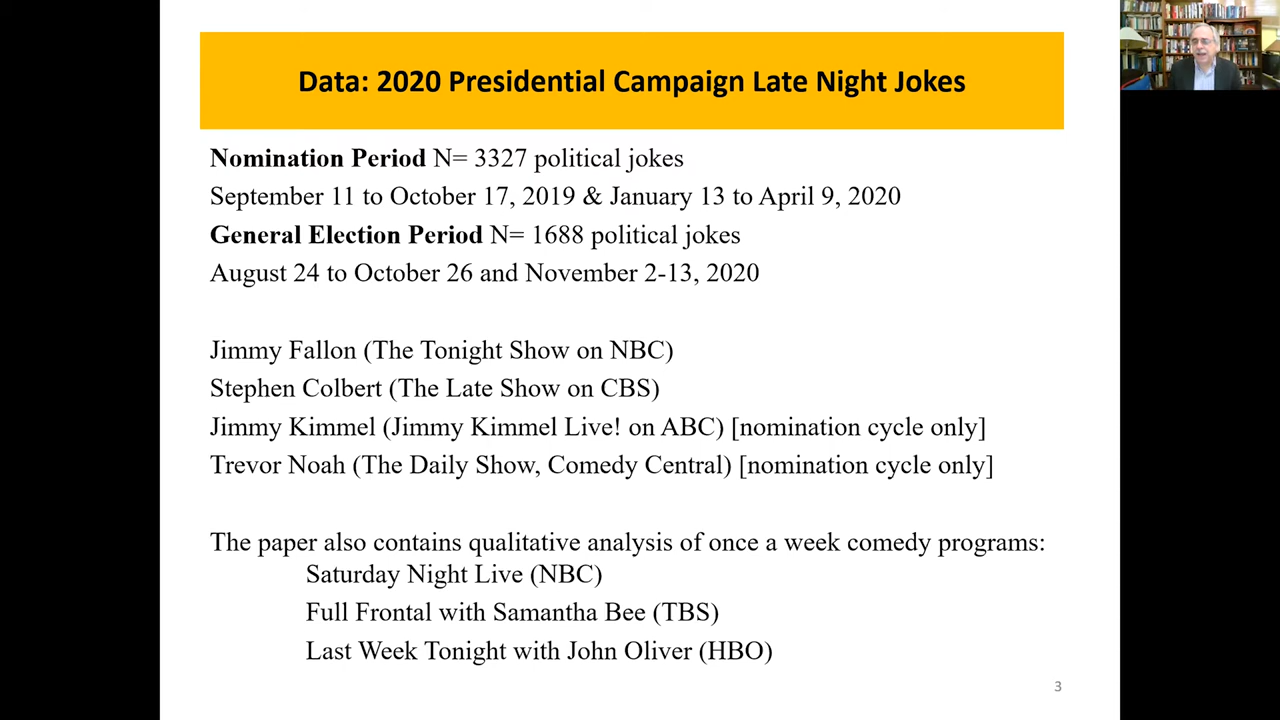 Data: 2020 Presidential Campaign Late Night Jokes
Nomination Period N= 3327 political jokes
September 11 to October 17, 2019 & January 13 to April 9, 2020
General Election Period N= 1688 political jokes
August 24 to October 26 and November 2-13, 2020
Jimmy Fallon (The Tonight Show on NBC)
Stephen Colbert (The Late Show on CBS)
Jimmy Kimmel (Jimmy Kimmel Live! on ABC) [nomination cycle only]
Trevor Noah (The Daily Show, Comedy Central) [nomination cycle only]
The paper also contains qualitative analysis of once a week comedy programs:
Saturday Night Live (NBC)
Full Frontal with Samantha Bee (TBS)
Last Week Tonight with John Oliver (HBO)
3